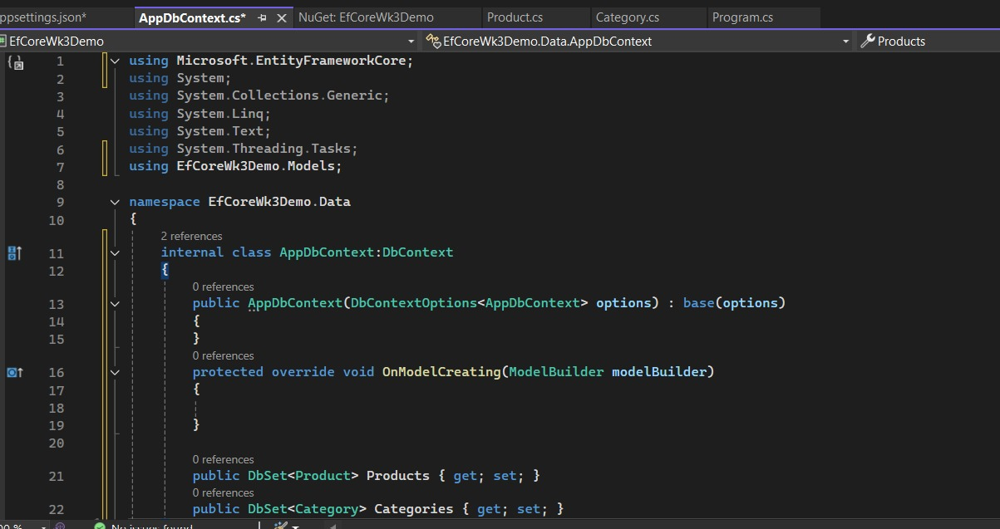 ppsettings.json* AppDbContext.cs* NuGet: EfCoreWk3Demo Product.cs Category.cs Program.cs
EfCoreWk3Demo EfCoreWk3Demo.Data.AppDbContext Products
1 using Microsoft.EntityFrameworkCore;
2 using System;
3 using System.Collections.Generic;
4 using System.Linq;
5 using System.Text;
6 using System.Threading.Tasks;
7 using EfCoreWk3Demo.Models;
8
9 namespace EfCoreWk3Demo.Data
10 {
2 references
11 internal class AppDbContext:DbContext
12 {
0 references
13 public AppDbContext(DbContextOptions<AppDbContext> options) : base(options)
14 {
15 }
0 references
16 protected override void OnModelCreating(ModelBuilder modelBuilder)
17 {
18
19 }
20
0 references
21 public DbSet<Product> Products { get; set; }
0 references
22 public DbSet<Category> Categories { get; set; }
No issues found